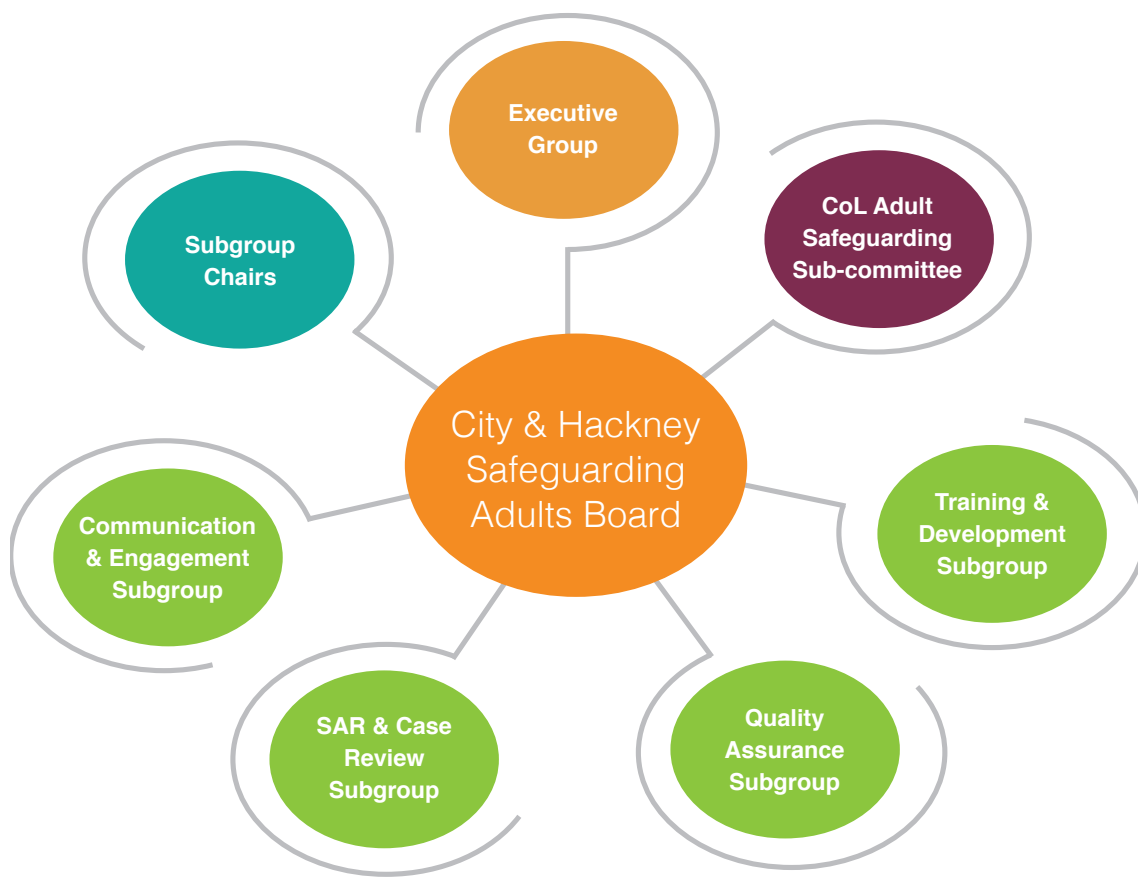 Executive
Group
CoL Adult
Safeguarding
Sub-committee
Subgroup
Chairs
City & Hackney
Safeguarding
Adults Board
Training &
Development
Subgroup
Communication
& Engagement
Subgroup
SAR & Case
Review
Subgroup
Quality
Assurance
Subgroup